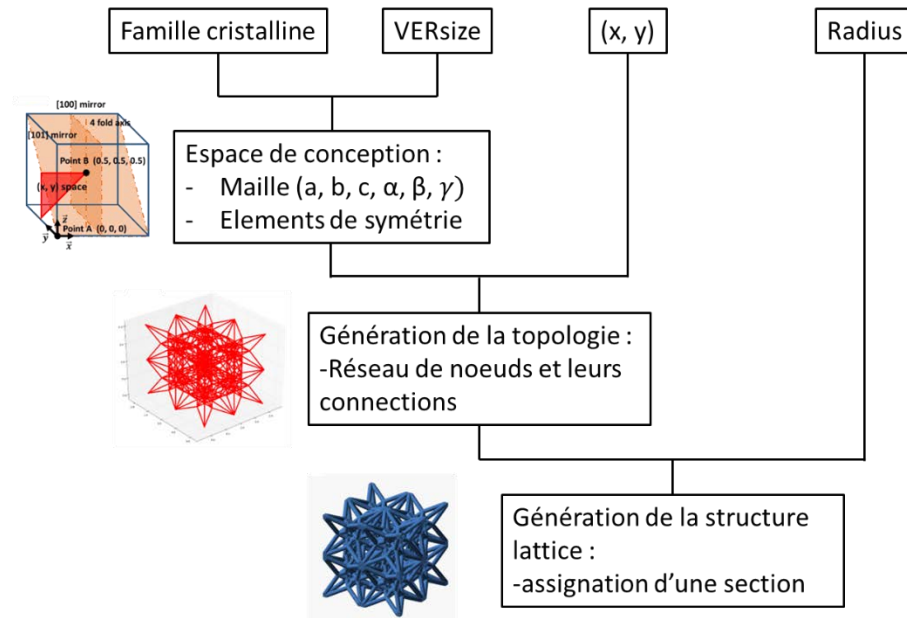 Famille cristalline
VERsize
(x, y)
Radius
[100] mirror
4 fold axis
[101] mirror
Point B (0.5, 0.5, 0.5)
(x, y) space
z
Point A (0, 0, 0)
y
x
Espace de conception :
- Maille (a, b, c, α, β, γ)
- Elements de symétrie
Génération de la topologie :
-Réseau de noeuds et leurs
connections
Génération de la structure
lattice :
-assignation d'une section